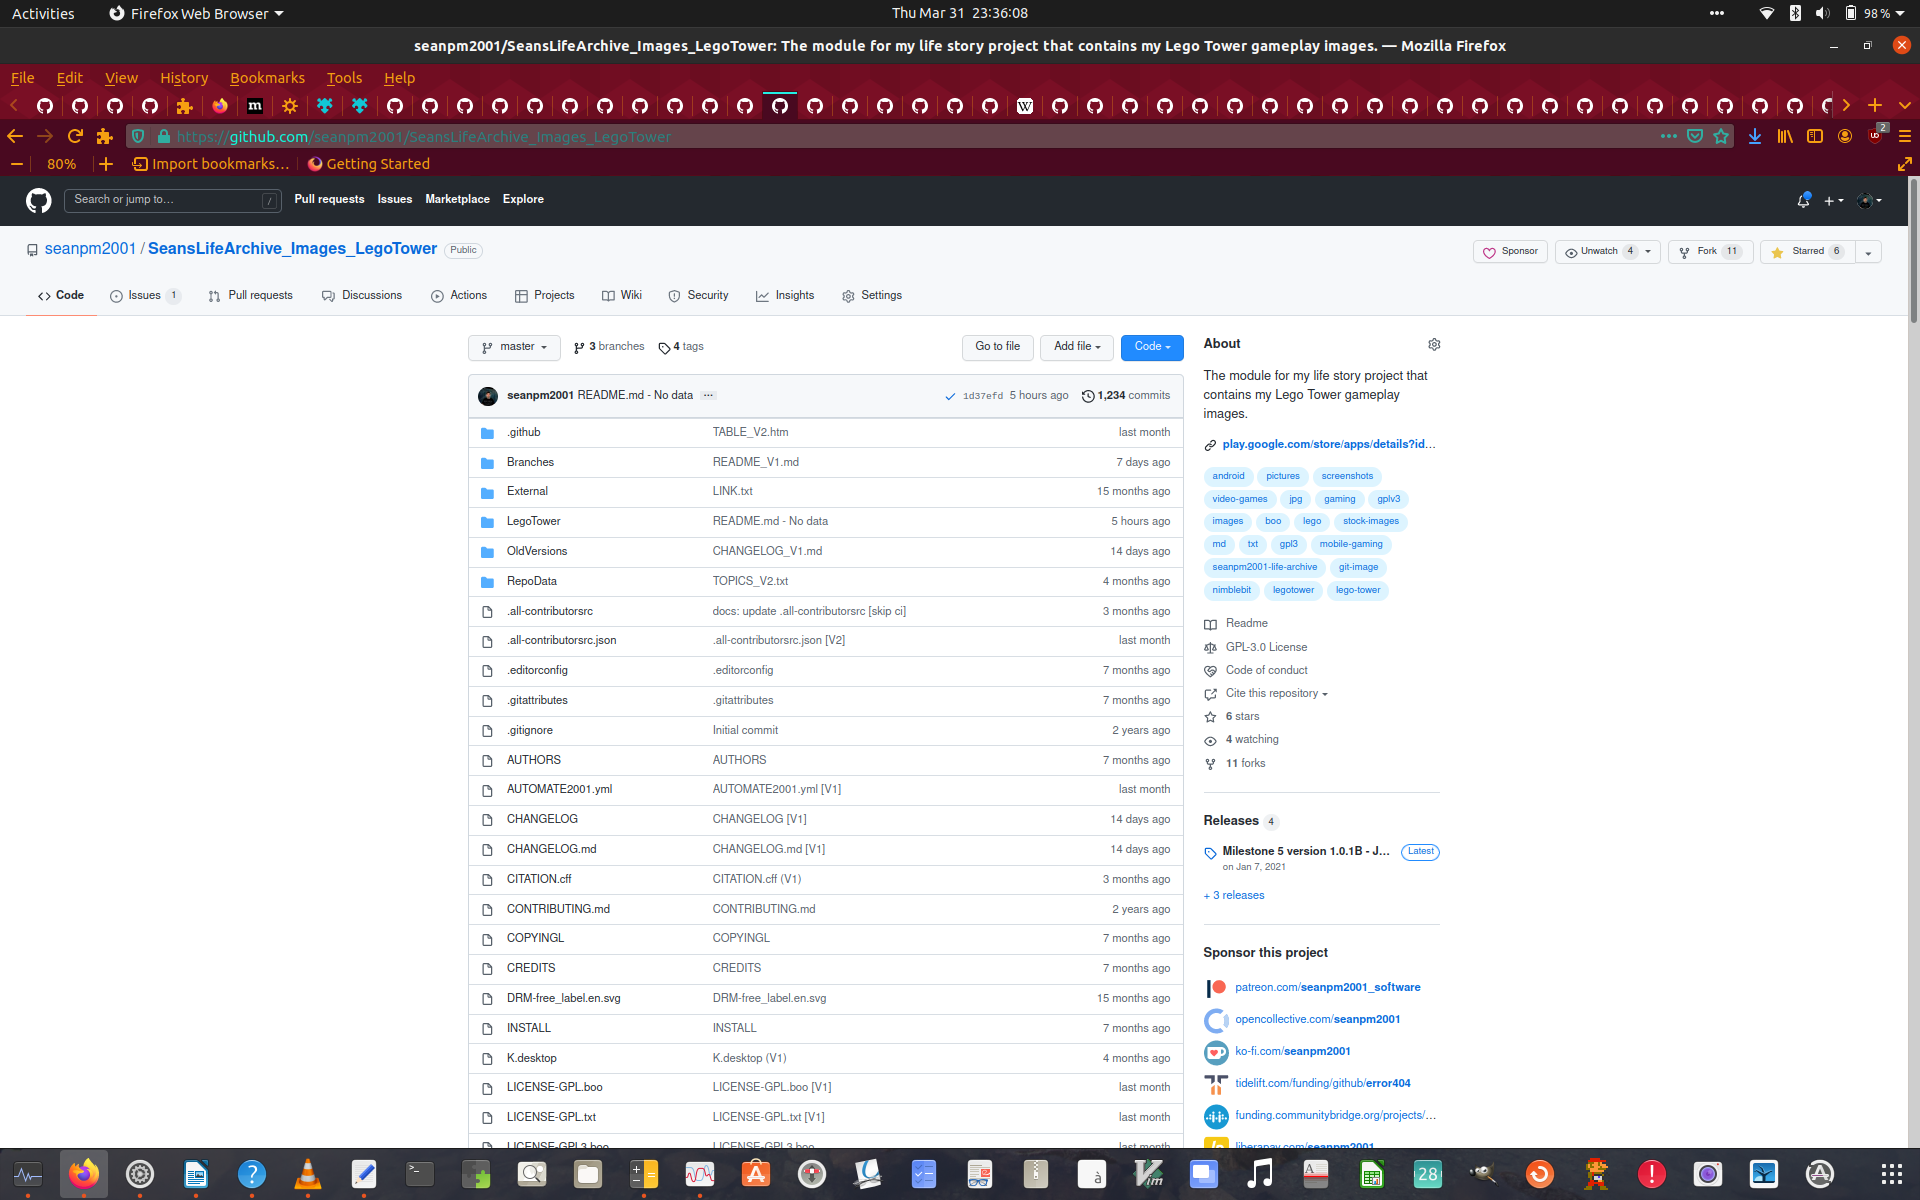 Activities Firefox Web Browser Thu Mar 31 23:36:08 98 %
seanpm2001/SeansLifeArchive_Images_LegoTower: The module for my life story project that contains my Lego Tower gameplay images. — Mozilla Firefox
File Edit View History Bookmarks Tools Help
https://github.com/seanpm2001/SeansLifeArchive_Images_LegoTower 2
80% Import bookmarks... Getting Started
Search or jump to... / Pull requests Issues Marketplace Explore
seanpm2001 / SeansLifeArchive_Images_LegoTower Public Sponsor Unwatch 4 Fork 11 Starred 6
Code Issues 1 Pull requests Discussions Actions Projects Wiki Security Insights Settings
master 3 branches 4 tags Go to file Add file Code
seanpm2001 README.md - No data ... 1d37efd 5 hours ago 1,234 commits
.github TABLE_V2.htm last month
Branches README_V1.md 7 days ago
External LINK.txt 15 months ago
LegoTower README.md - No data 5 hours ago
OldVersions CHANGELOG_V1.md 14 days ago
RepoData TOPICS_V2.txt 4 months ago
.all-contributorsrc docs: update .all-contributorsrc [skip ci] 3 months ago
.all-contributorsrc.json .all-contributorsrc.json [V2] last month
.editorconfig .editorconfig 7 months ago
.gitattributes .gitattributes 7 months ago
.gitignore Initial commit 2 years ago
AUTHORS AUTHORS 7 months ago
AUTOMATE2001.yml AUTOMATE2001.yml [V1] last month
CHANGELOG CHANGELOG [V1] 14 days ago
CHANGELOG.md CHANGELOG.md [V1] 14 days ago
CITATION.cff CITATION.cff (V1) 3 months ago
CONTRIBUTING.md CONTRIBUTING.md 2 years ago
COPYINGL COPYINGL 7 months ago
CREDITS CREDITS 7 months ago
DRM-free_label.en.svg DRM-free_label.en.svg 15 months ago
INSTALL INSTALL 7 months ago
K.desktop K.desktop (V1) 4 months ago
LICENSE-GPL.boo LICENSE-GPL.boo [V1] last month
LICENSE-GPL.txt LICENSE-GPL.txt [V1] last month
LICENSE-GPL3.boo LICENSE-GPL3.boo last month
About
The module for my life story project that
contains my Lego Tower gameplay
images.
play.google.com/store/apps/details?id...
android pictures screenshots
video-games jpg gaming gplv3
images boo lego stock-images
md txt gpl3 mobile-gaming
seanpm2001-life-archive git-image
nimblebit legotower lego-tower
Readme
GPL-3.0 License
Code of conduct
Cite this repository
6 stars
4 watching
11 forks
Releases 4
Milestone 5 version 1.0.1B - J... Latest
on Jan 7, 2021
+ 3 releases
Sponsor this project
patreon.com/seanpm2001_software
opencollective.com/seanpm2001
ko-fi.com/seanpm2001
tidelift.com/funding/github/error404
funding.communitybridge.org/projects/...
liberapay.com/seanpm2001
28